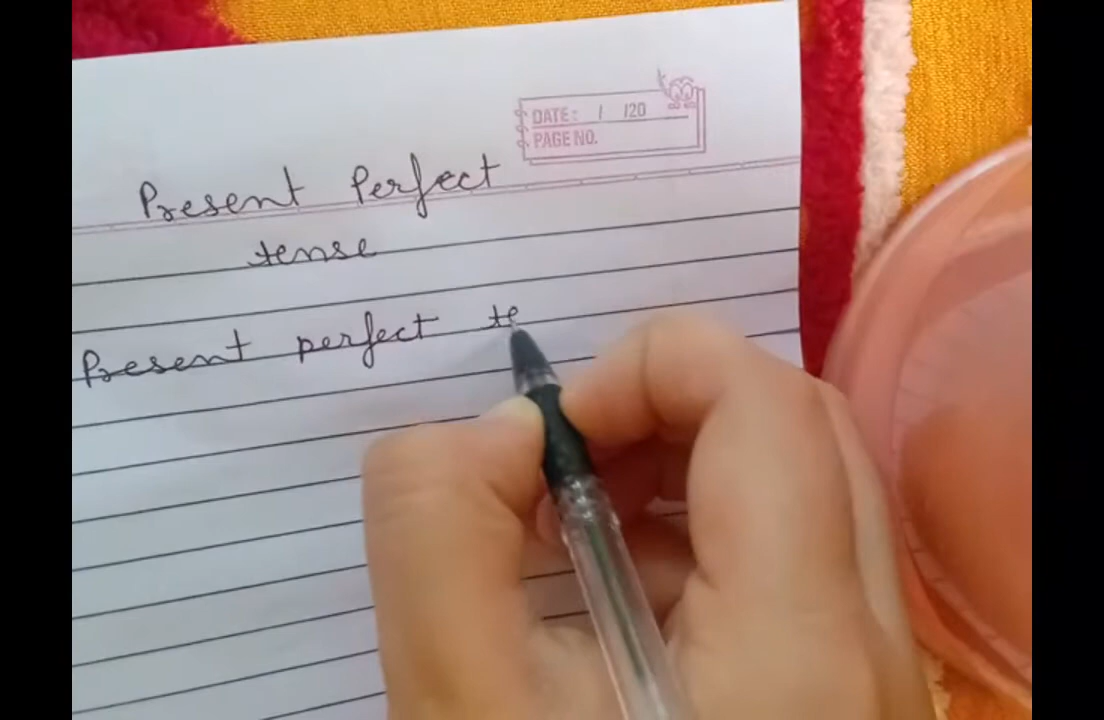 DATE: / /20
PAGE NO.
Present Perfect
tense
Present perfect te